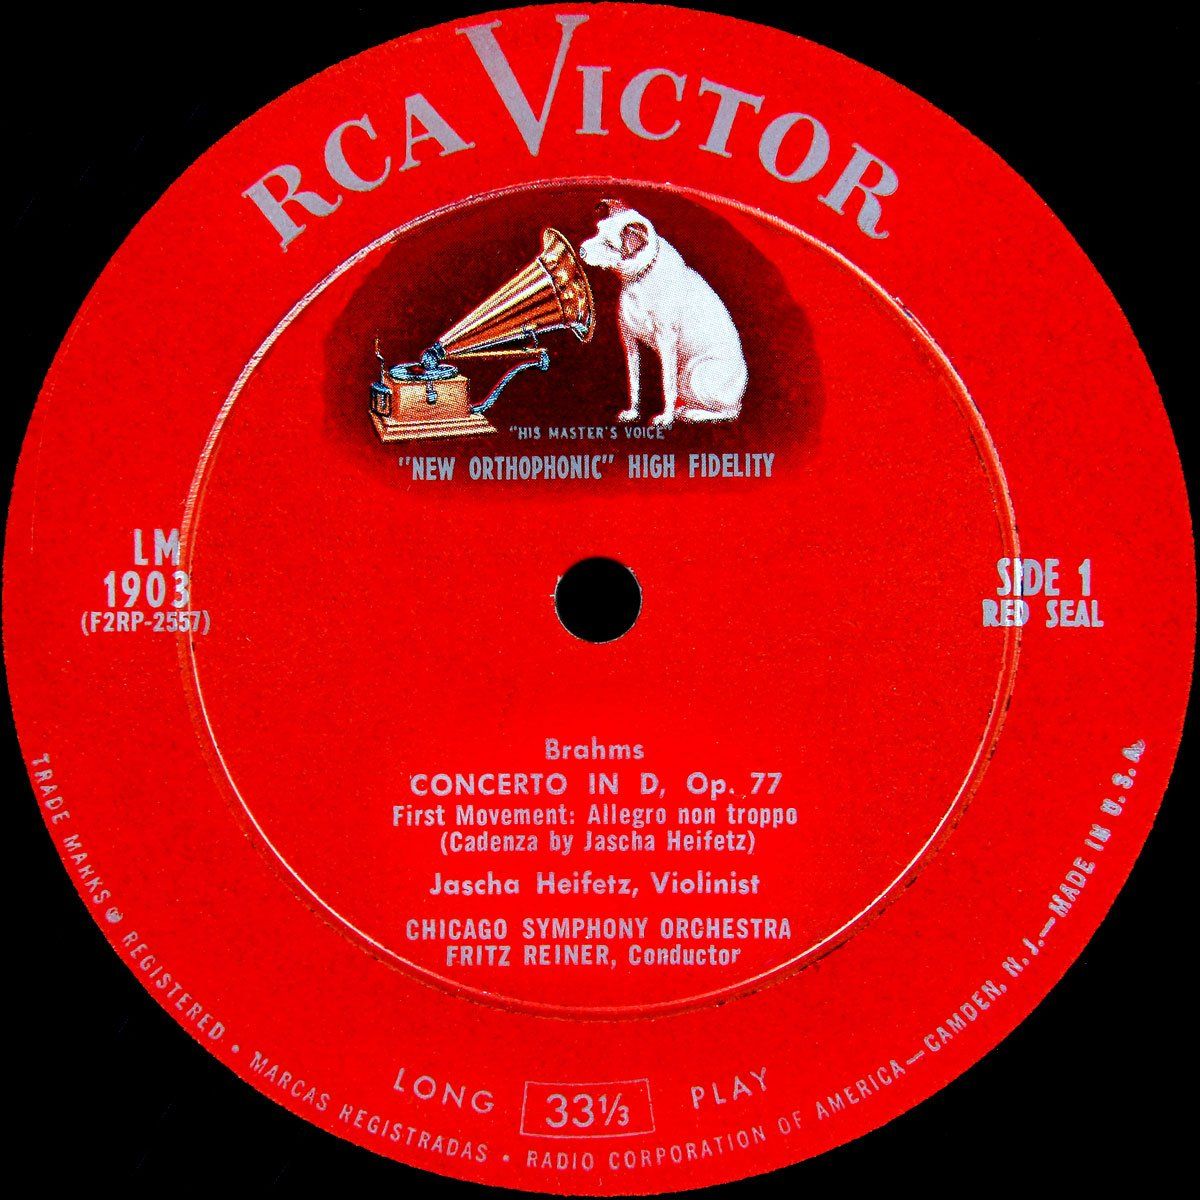 RCA VICTOR
"HIS MASTER'S VOICE"
"NEW ORTHOPHONIC" HIGH FIDELITY
LM
1903
(F2RP-2557)
SIDE 1
RED SEAL
Brahms
CONCERTO IN D, Op. 77
First Movement: Allegro non troppo
(Cadenza by Jascha Heifetz)
Jascha Heifetz, Violinist
CHICAGO SYMPHONY ORCHESTRA
FRITZ REINER, Conductor
LONG 33⅓ PLAY
TRADE MARKS ® REGISTERED • MARCAS REGISTRADAS • RADIO CORPORATION OF AMERICA—CAMDEN, N. J.—MADE IN U. S. A.